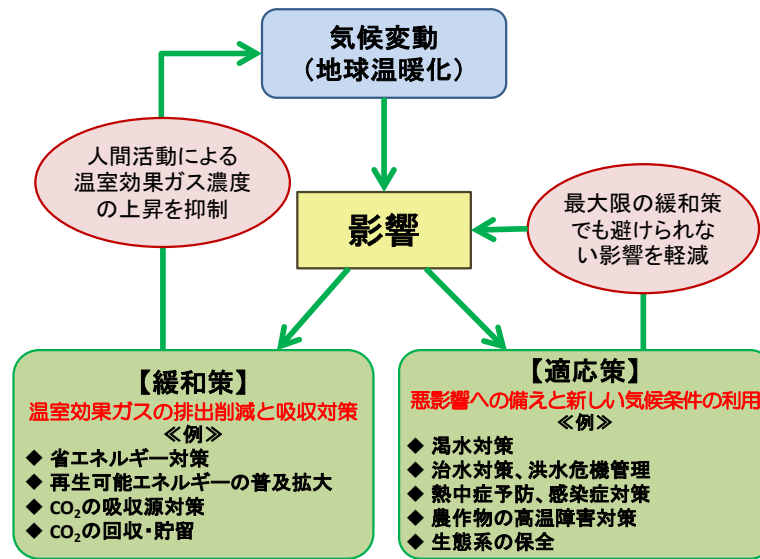 気候変動
（地球温暖化）
人間活動による
温室効果ガス濃度
の上昇を抑制
影響
最大限の緩和策
でも避けられな
い影響を軽減
【緩和策】
温室効果ガスの排出削減と吸収対策
≪例≫
◆ 省エネルギー対策
◆ 再生可能エネルギーの普及拡大
◆ CO₂の吸収源対策
◆ CO₂の回収・貯留
【適応策】
悪影響への備えと新しい気候条件の利用
≪例≫
◆ 渇水対策
◆ 治水対策、洪水危機管理
◆ 熱中症予防、感染症対策
◆ 農作物の高温障害対策
◆ 生態系の保全